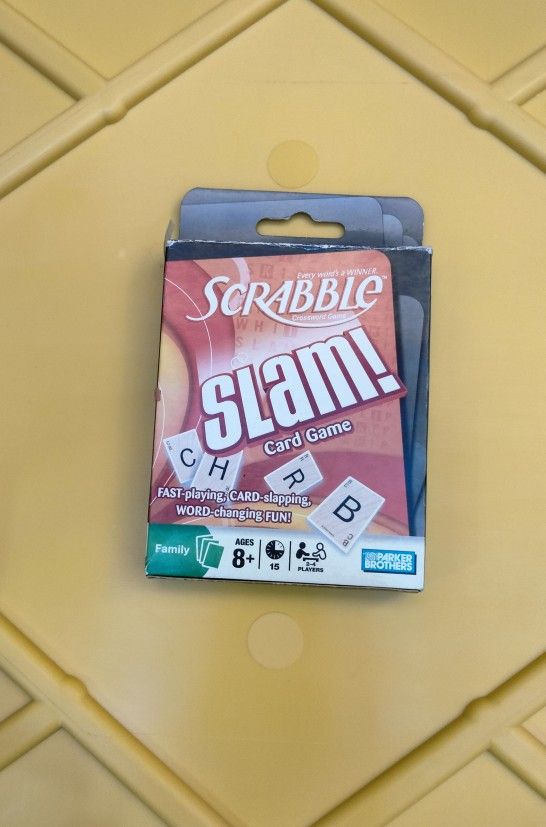 Every word's a WINNER
SCRABBLE™
Crossword Game
SLam!
Card Game
C H R B
FAST-playing, CARD-slapping,
WORD-changing FUN!
Family
AGES
8+
15
2-4
PLAYERS
PARKER
BROTHERS